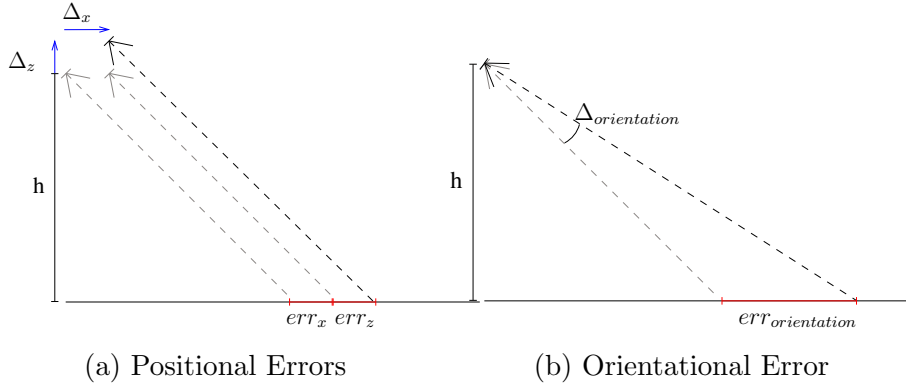 Δx
Δz
h
errx errz
(a) Positional Errors
Δorientation
h
errorientation
(b) Orientational Error